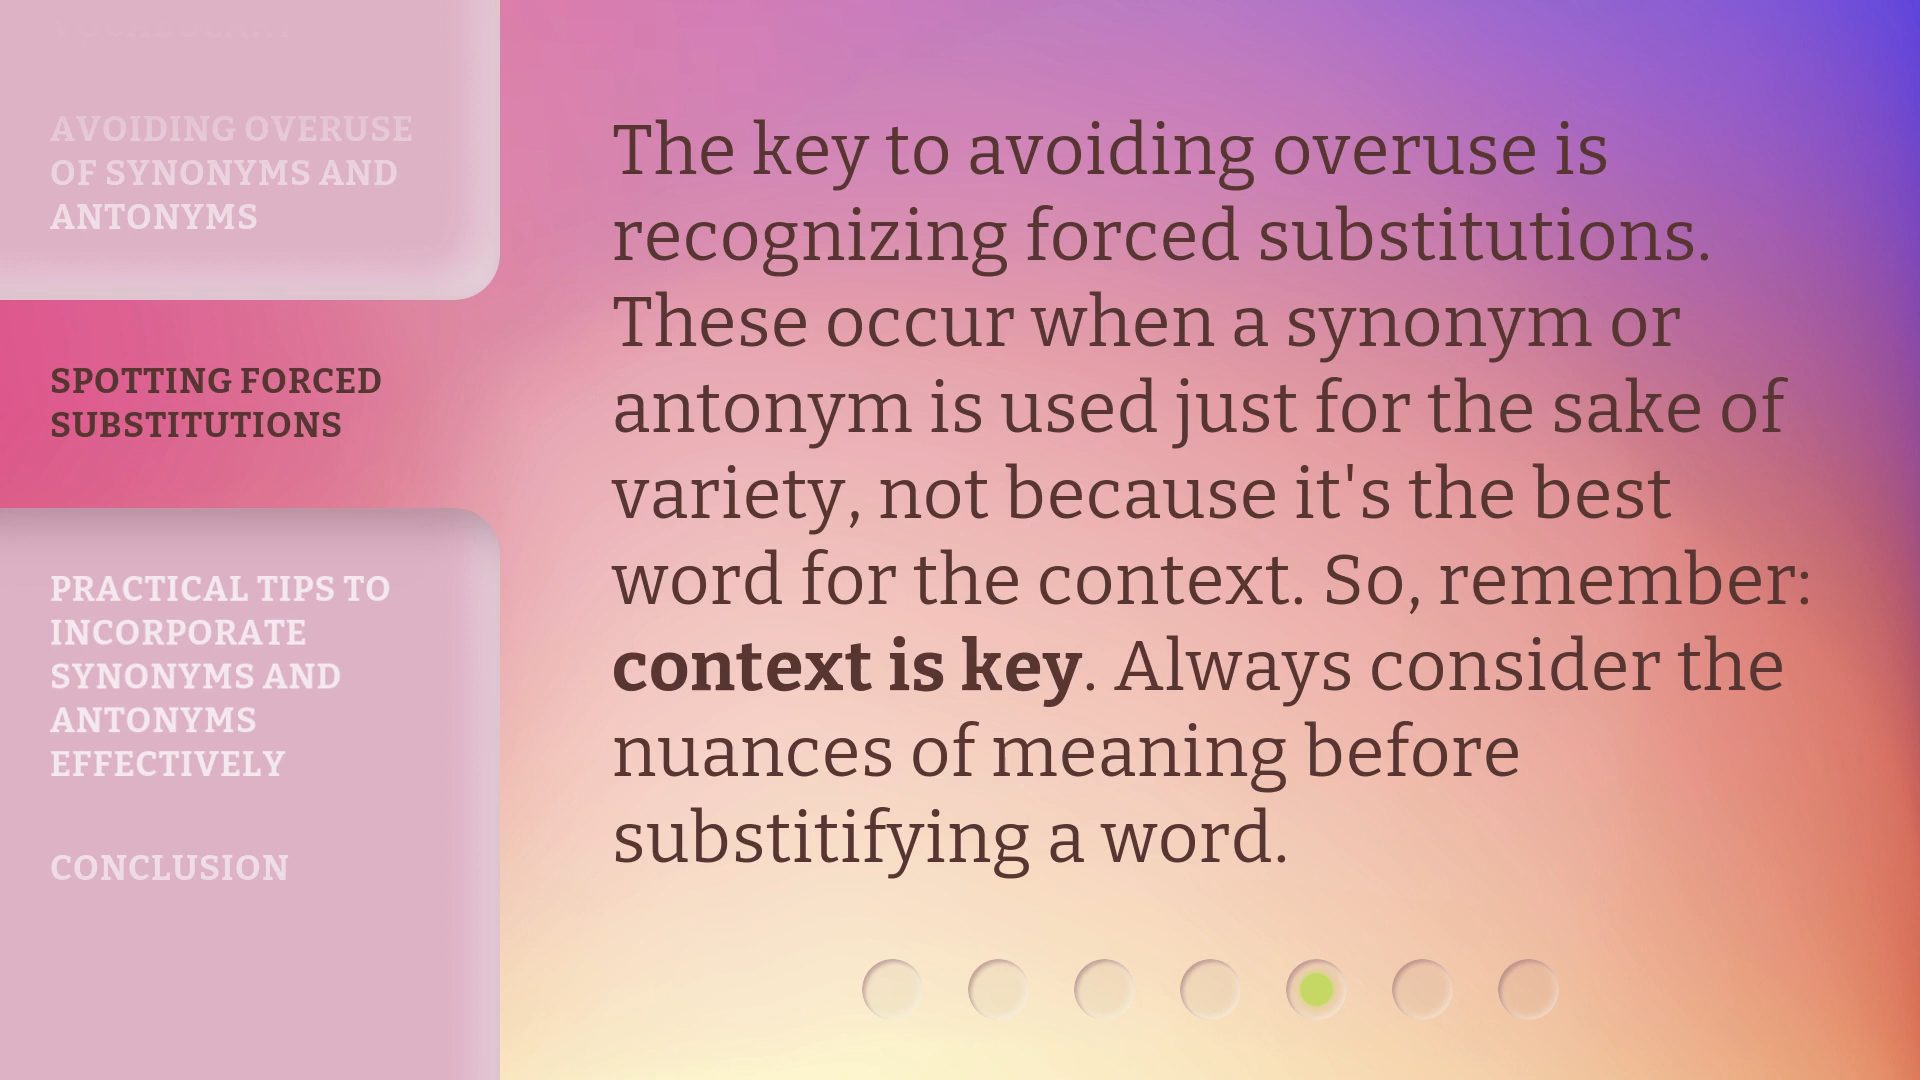 AVOIDING OVERUSE
OF SYNONYMS AND
ANTONYMS
SPOTTING FORCED
SUBSTITUTIONS
PRACTICAL TIPS TO
INCORPORATE
SYNONYMS AND
ANTONYMS
EFFECTIVELY
CONCLUSION
The key to avoiding overuse is
recognizing forced substitutions.
These occur when a synonym or
antonym is used just for the sake of
variety, not because it's the best
word for the context. So, remember:
context is key. Always consider the
nuances of meaning before
substitifying a word.